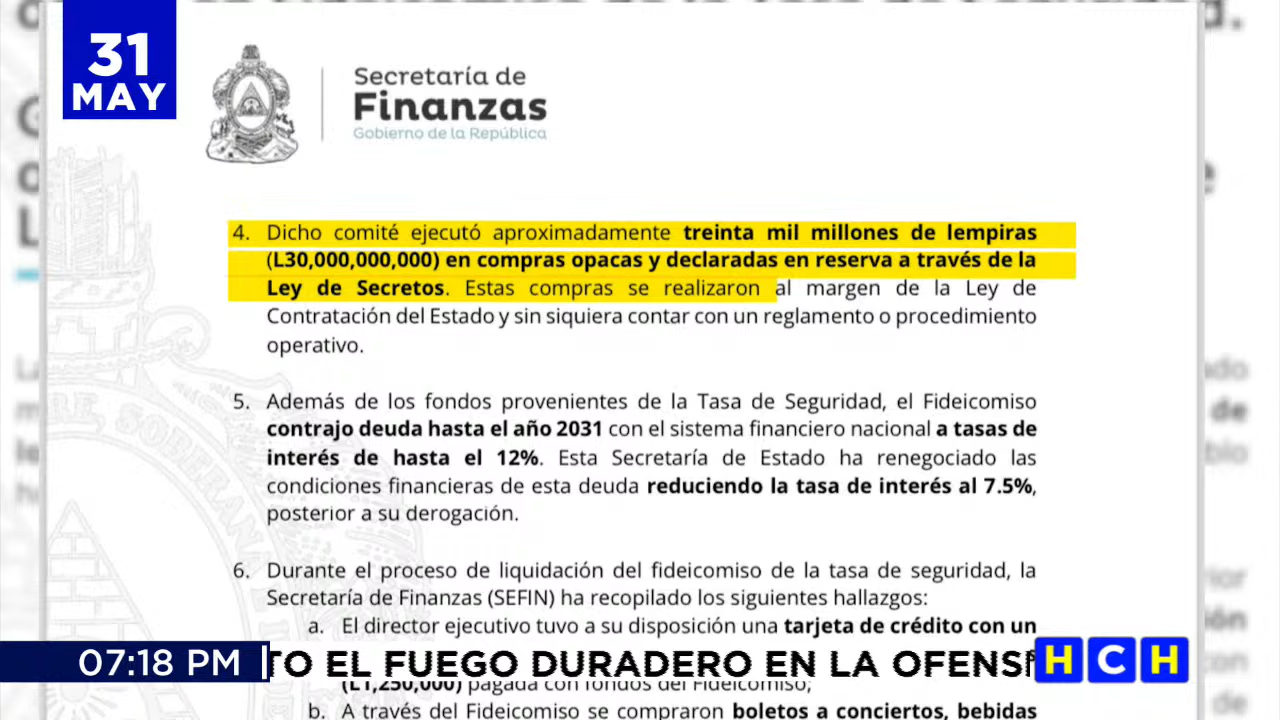 31
MAY
Secretaría de
Finanzas
Gobierno de la República
4. Dicho comité ejecutó aproximadamente treinta mil millones de lempiras
(L30,000,000,000) en compras opacas y declaradas en reserva a través de la
Ley de Secretos. Estas compras se realizaron al margen de la Ley de
Contratación del Estado y sin siquiera contar con un reglamento o procedimiento
operativo.
5. Además de los fondos provenientes de la Tasa de Seguridad, el Fideicomiso
contrajo deuda hasta el año 2031 con el sistema financiero nacional a tasas de
interés de hasta el 12%. Esta Secretaría de Estado ha renegociado las
condiciones financieras de esta deuda reduciendo la tasa de interés al 7.5%,
posterior a su derogación.
6. Durante el proceso de liquidación del fideicomiso de la tasa de seguridad, la
Secretaría de Finanzas (SEFIN) ha recopilado los siguientes hallazgos:
a. El director ejecutivo tuvo a su disposición una tarjeta de crédito con un
(L1,250,000) pagada con fondos del Fideicomiso;
b. A través del Fideicomiso se compraron boletos a conciertos, bebidas
07:18 PM
TO EL FUEGO DURADERO EN LA OFENSI
HCH